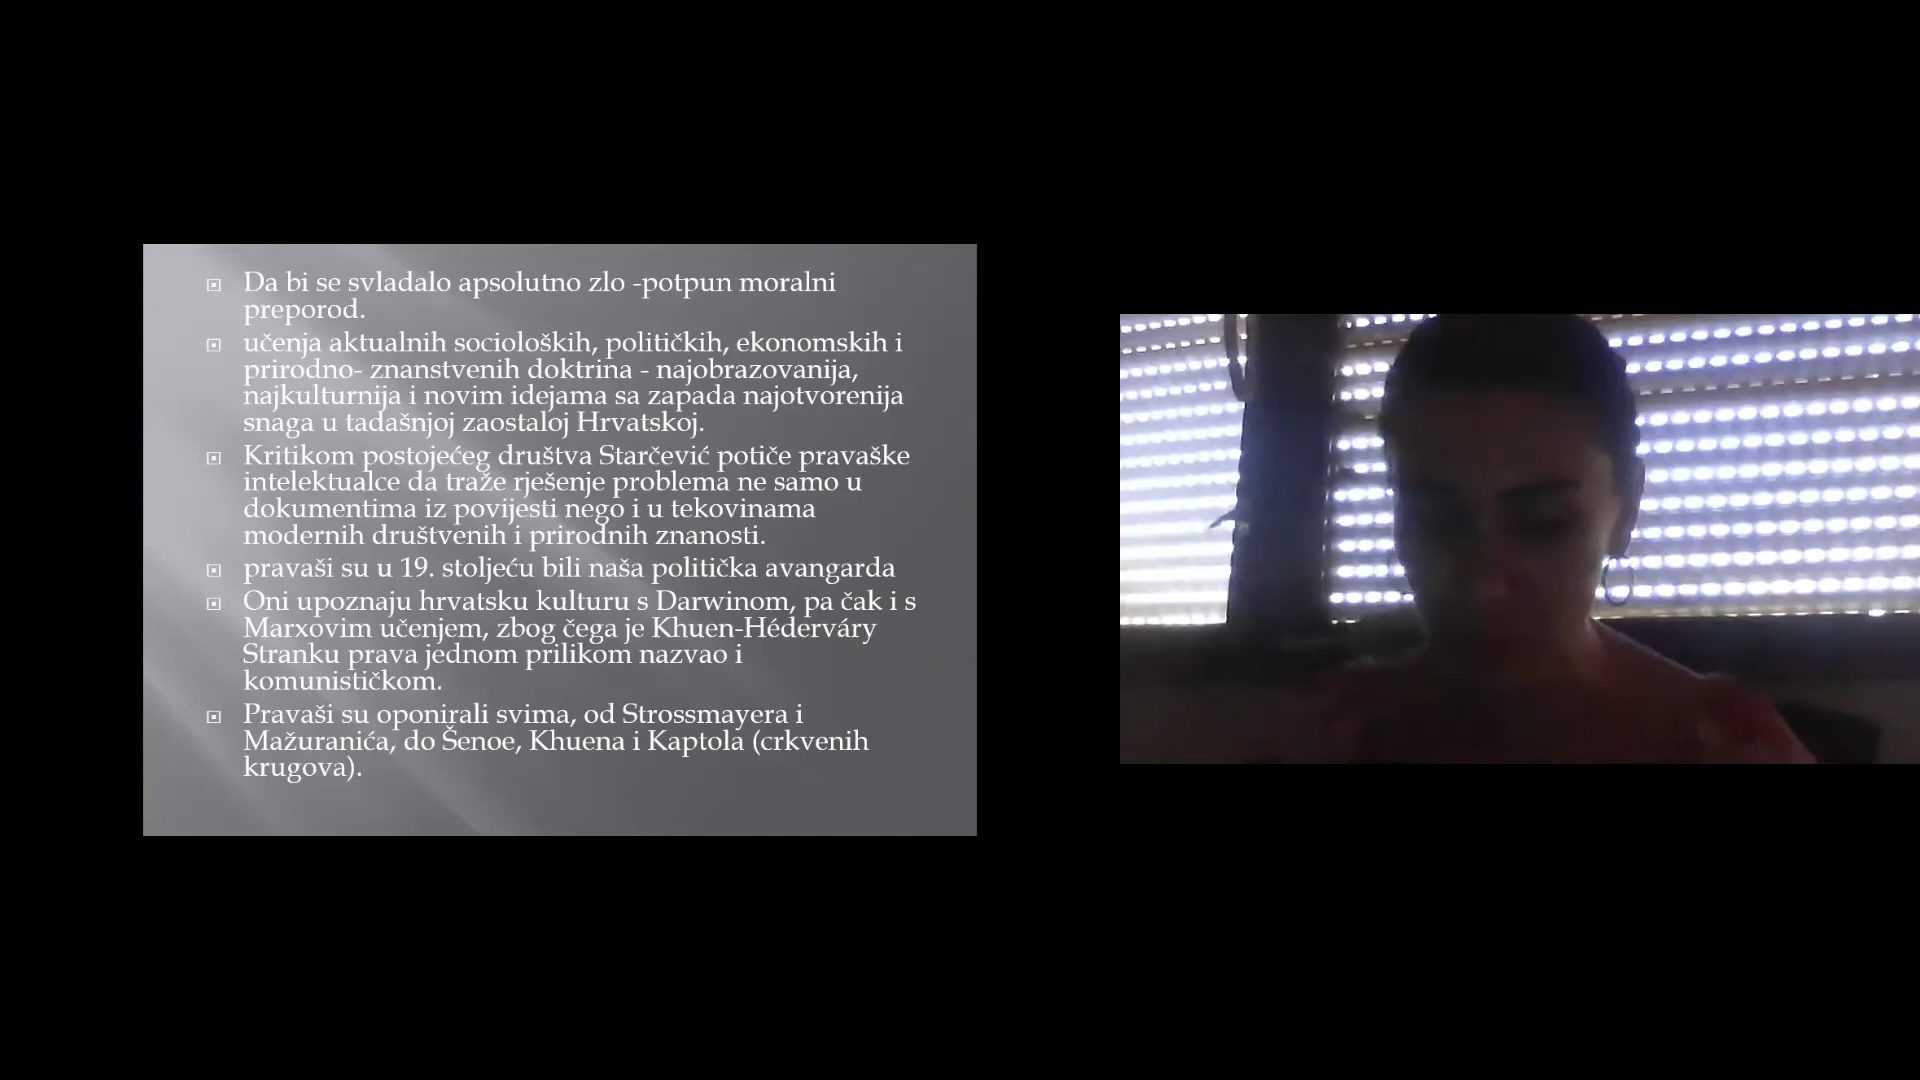 Da bi se svladalo apsolutno zlo -potpun moralni
preporod.
učenja aktualnih socioloških, političkih, ekonomskih i
prirodno- znanstvenih doktrina - najobrazovanija,
najkulturnija i novim idejama sa zapada najotvorenija
snaga u tadašnjoj zaostaloj Hrvatskoj.
Kritikom postojećeg društva Starčević potiče pravaške
intelektualce da traže rješenje problema ne samo u
dokumentima iz povijesti nego i u tekovinama
modernih društvenih i prirodnih znanosti.
pravaši su u 19. stoljeću bili naša politička avangarda
Oni upoznaju hrvatsku kulturu s Darwinom, pa čak i s
Marxovim učenjem, zbog čega je Khuen-Héderváry
Stranku prava jednom prilikom nazvao i
komunističkom.
Pravaši su oponirali svima, od Strossmayera i
Mažuranića, do Šenoe, Khuena i Kaptola (crkvenih
krugova).